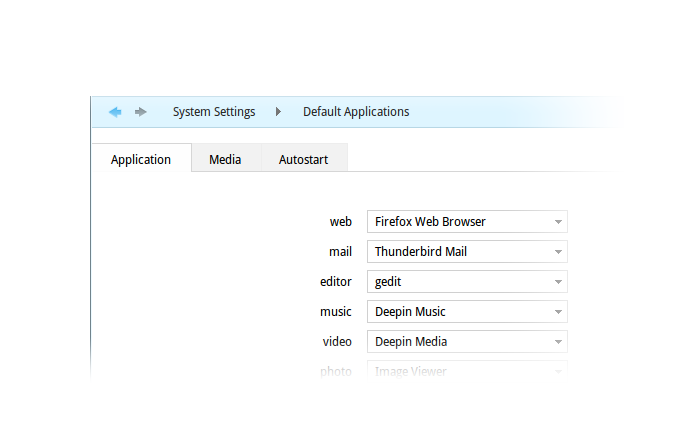 System Settings Default Applications
Application Media Autostart
web Firefox Web Browser
mail Thunderbird Mail
editor gedit
music Deepin Music
video Deepin Media
photo Image Viewer